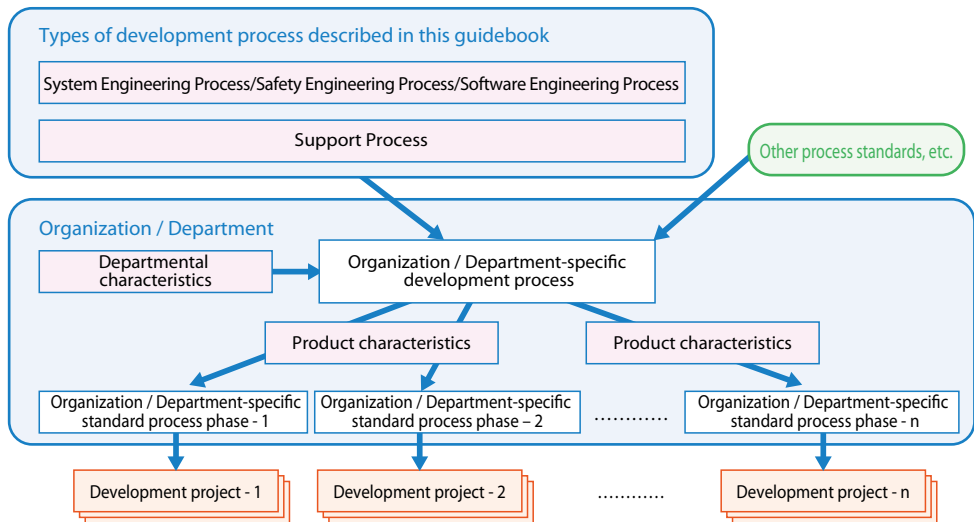 Types of development process described in this guidebook
System Engineering Process/Safety Engineering Process/Software Engineering Process
Support Process
Other process standards, etc.
Organization / Department
Departmental
characteristics
Organization / Department-specific
development process
Product characteristics
Product characteristics
Organization / Department-specific
standard process phase - 1
Organization / Department-specific
standard process phase – 2
............
Organization / Department-specific
standard process phase - n
Development project - 1
Development project - 2
............
Development project - n